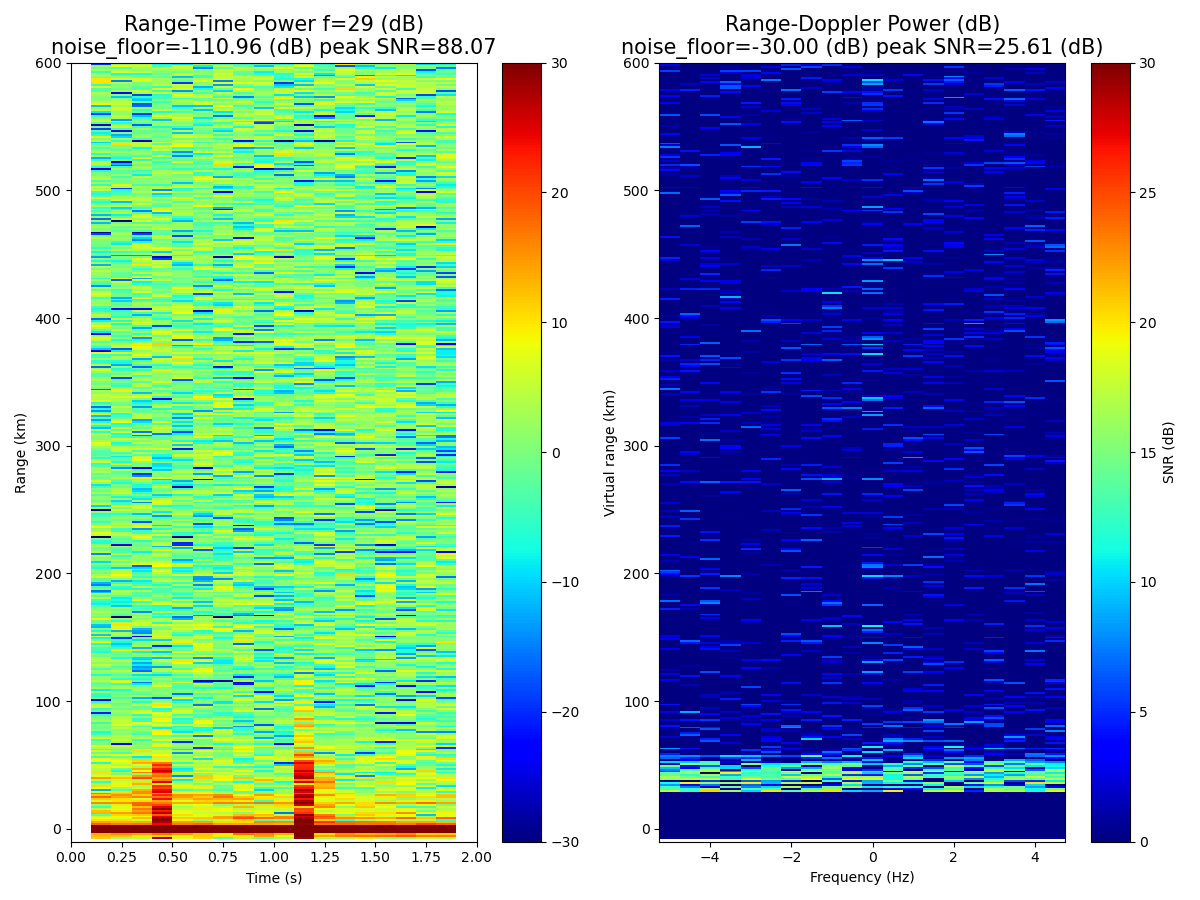 Range-Time Power f=29 (dB)
noise_floor=-110.96 (dB) peak SNR=88.07
Range-Doppler Power (dB)
noise_floor=-30.00 (dB) peak SNR=25.61 (dB)
600
500
400
300
200
100
0
Range (km)
0.00 0.25 0.50 0.75 1.00 1.25 1.50 1.75 2.00
Time (s)
30
20
10
0
−10
−20
−30
600
500
400
300
200
100
0
Virtual range (km)
−4 −2 0 2 4
Frequency (Hz)
30
25
20
15
10
5
0
SNR (dB)